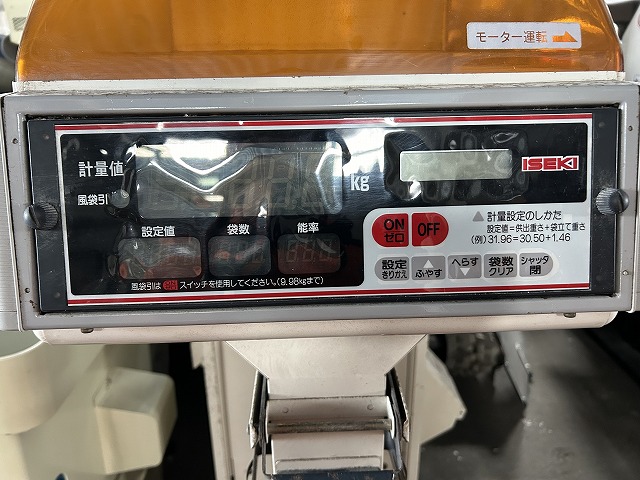 モーター運転
計量値
風袋引
kg
ISEKI
設定値
袋数
能率
ON
ゼロ
OFF
▲計量設定のしかた
設定値=供出重さ+袋立て重さ
(例)31.96=30.50+1.46
設定
きりかえ
ふやす
へらす
袋数
クリア
シャッタ
閉
スイッチを使用してください。(9.98kgまで)
風袋引は